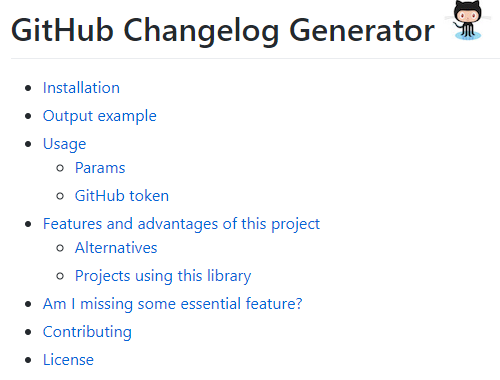 GitHub Changelog Generator
Installation
Output example
Usage
Params
GitHub token
Features and advantages of this project
Alternatives
Projects using this library
Am I missing some essential feature?
Contributing
License